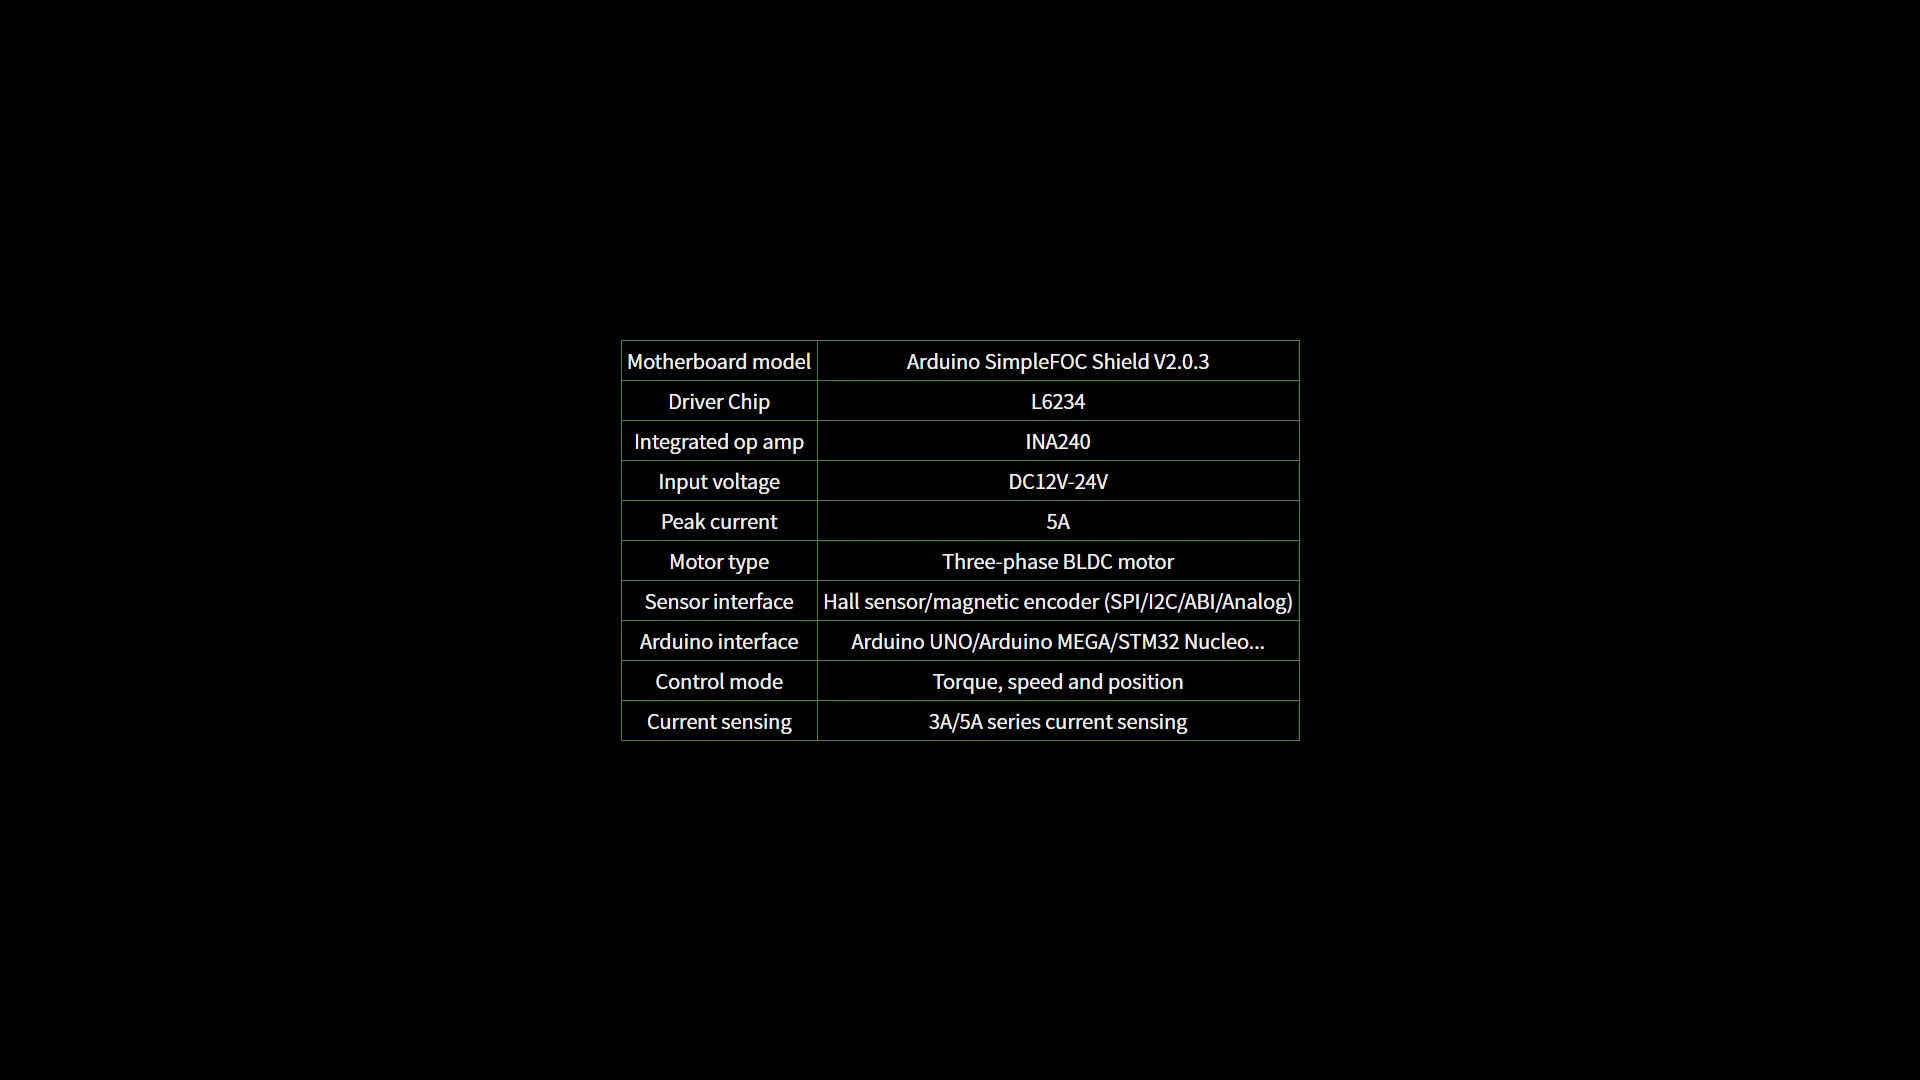 Motherboard model Arduino SimpleFOC Shield V2.0.3
Driver Chip L6234
Integrated op amp INA240
Input voltage DC12V-24V
Peak current 5A
Motor type Three-phase BLDC motor
Sensor interface Hall sensor/magnetic encoder (SPI/I2C/ABI/Analog)
Arduino interface Arduino UNO/Arduino MEGA/STM32 Nucleo...
Control mode Torque, speed and position
Current sensing 3A/5A series current sensing